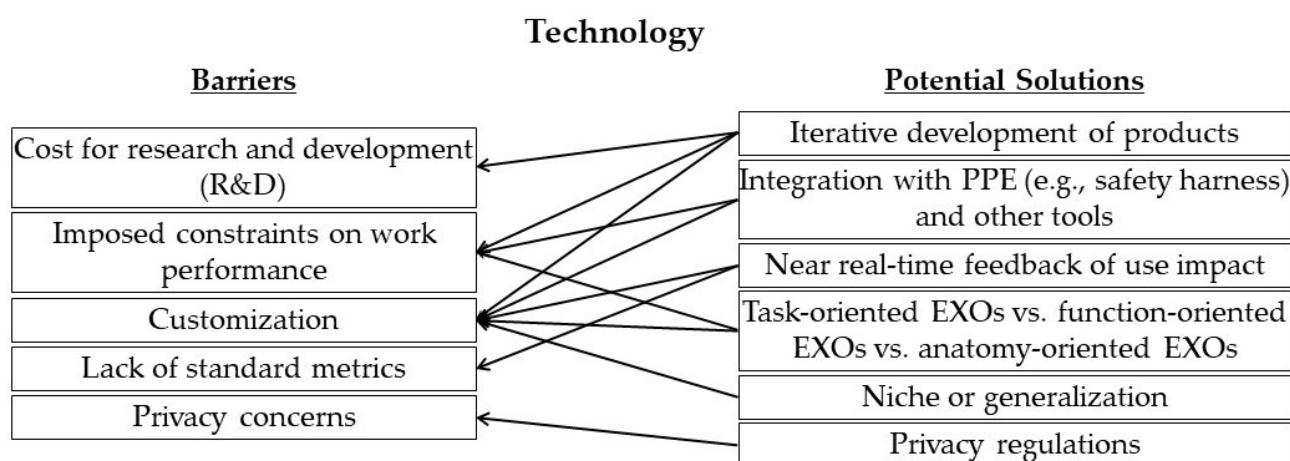 Technology
Barriers
Cost for research and development
(R&D)
Imposed constraints on work
performance
Customization
Lack of standard metrics
Privacy concerns
Potential Solutions
Iterative development of products
Integration with PPE (e.g., safety harness)
and other tools
Near real-time feedback of use impact
Task-oriented EXOs vs. function-oriented
EXOs vs. anatomy-oriented EXOs
Niche or generalization
Privacy regulations